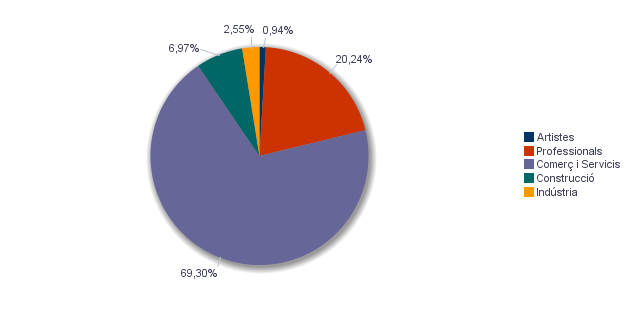 2,55%
0,94%
6,97%
20,24%
69,30%
Artistes
Professionals
Comerç i Servicis
Construcció
Indústria